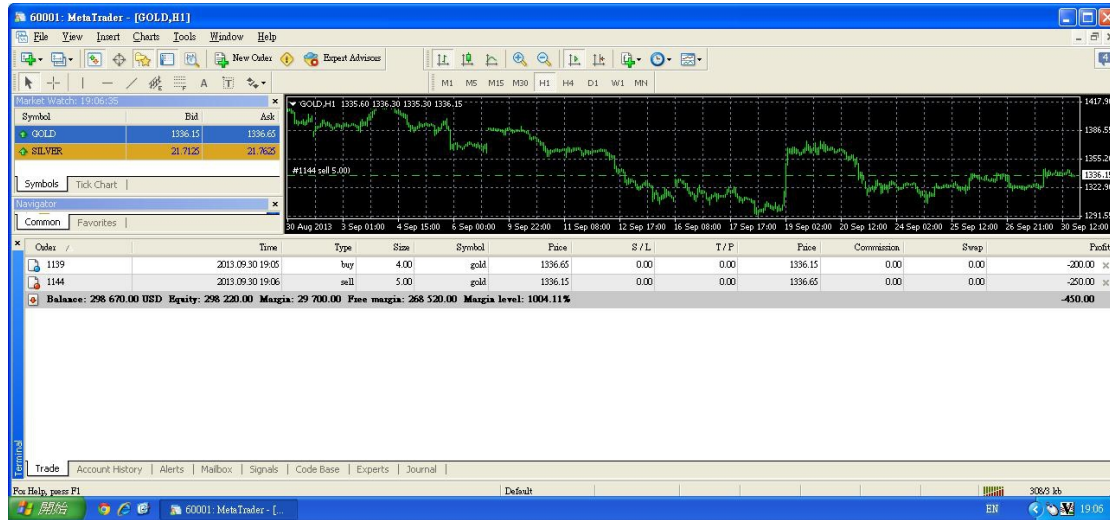 60001: MetaTrader - [GOLD,H1]
File View Insert Charts Tools Window Help
New Order Expert Advisors
M1 M5 M15 M30 H1 H4 D1 W1 MN
Market Watch: 19:06:35
Symbol Bid Ask
GOLD 1336.15 1336.65
SILVER 21.7125 21.7625
Symbols Tick Chart
Navigator
Common Favorites
GOLD,H1 1335.60 1336.30 1335.30 1336.15
#1144 sell 5.00
1417.90
1386.55
1355.20
1336.15
1322.90
1291.55
30 Aug 2013 3 Sep 01:00 4 Sep 15:00 6 Sep 00:00 9 Sep 22:00 11 Sep 08:00 12 Sep 17:00 16 Sep 08:00 17 Sep 17:00 19 Sep 02:00 20 Sep 12:00 24 Sep 02:00 25 Sep 12:00 26 Sep 21:00 30 Sep 12:00
Order / Time Type Size Symbol Price S / L T / P Price Commission Swap Profit
1139 2013.09.30 19:05 buy 4.00 gold 1336.65 0.00 0.00 1336.15 0.00 0.00 -200.00
1144 2013.09.30 19:06 sell 5.00 gold 1336.15 0.00 0.00 1336.65 0.00 0.00 -250.00
Balance: 298 670.00 USD Equity: 298 220.00 Margin: 29 700.00 Free margin: 268 520.00 Margin level: 1004.11% -450.00
Terminal
Trade Account History Alerts Mailbox Signals Code Base Experts Journal
For Help, press F1 Default 308/3 kb
開始 60001: MetaTrader - [... EN 19:06